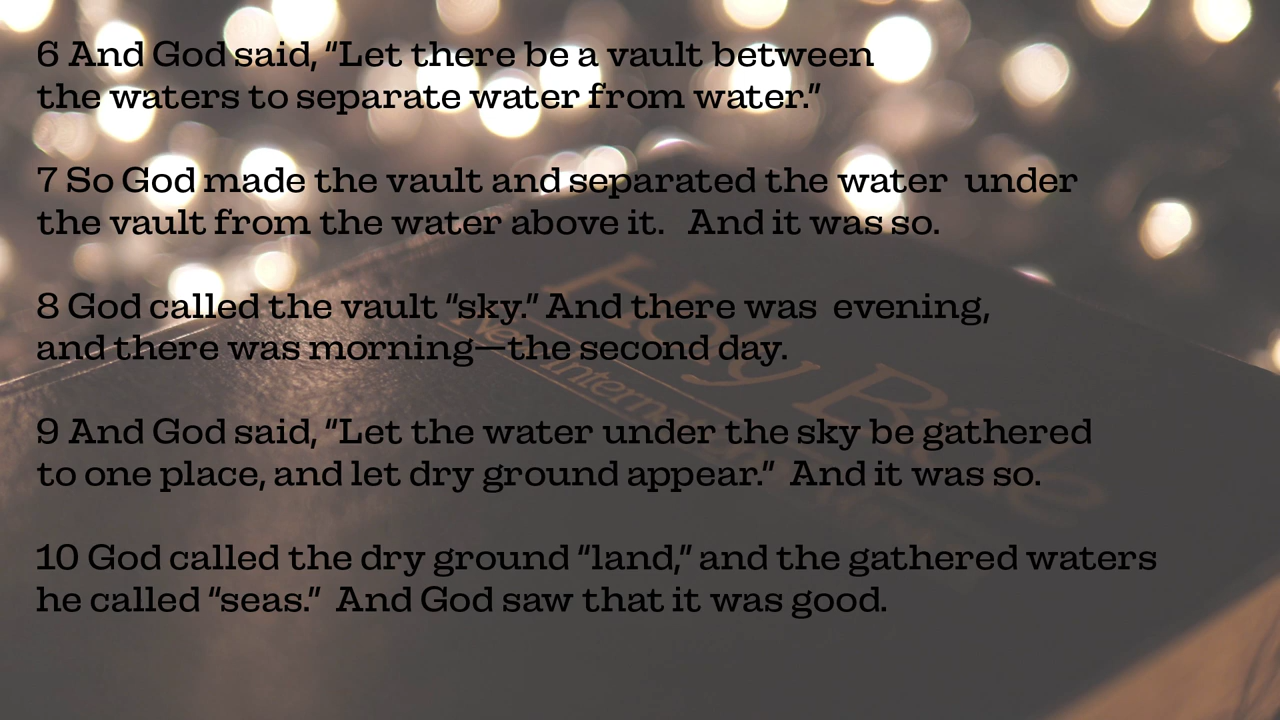 6 And God said, “Let there be a vault between
the waters to separate water from water.”
7 So God made the vault and separated the water  under
the vault from the water above it.   And it was so.
8 God called the vault “sky.” And there was  evening,
and there was morning—the second day.
9 And God said, “Let the water under the sky be gathered
to one place, and let dry ground appear.”  And it was so.
10 God called the dry ground “land,” and the gathered waters
he called “seas.”  And God saw that it was good.
Holy Bible
New International